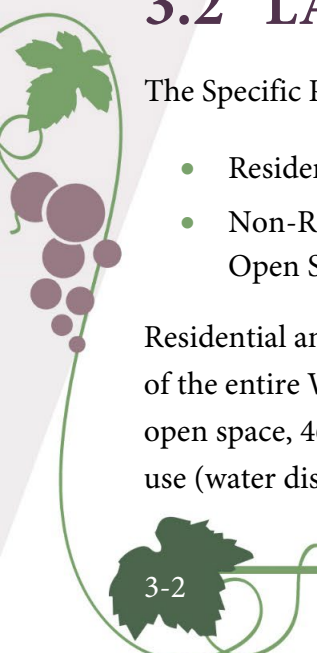 3.2 LA
The Specific
• Resider
• Non-R
Open S
Residential an
of the entire
open space, 4
use (water dis
3-2